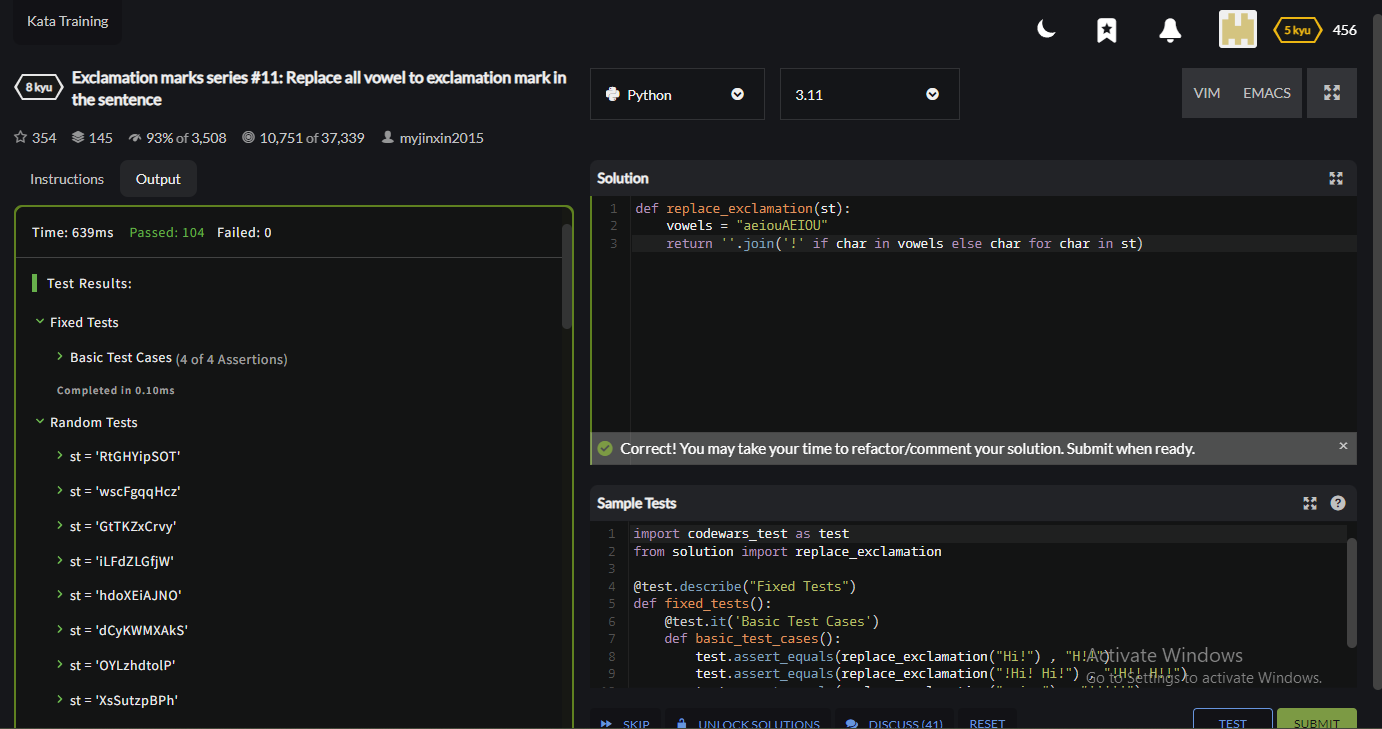 Kata Training
5 kyu
456
8 kyu
Exclamation marks series #11: Replace all vowel to exclamation mark in
the sentence
354
145
93% of 3,508
10,751 of 37,339
myjinxin2015
Python
3.11
VIM
EMACS
Instructions
Output
Time: 639ms
Passed: 104
Failed: 0
Test Results:
Fixed Tests
Basic Test Cases (4 of 4 Assertions)
Completed in 0.10ms
Random Tests
st = 'RtGHYipSOT'
st = 'wscFgqqHcz'
st = 'GtTKZxCrvy'
st = 'iLFdZLGfjW'
st = 'hdoXEiAJNO'
st = 'dCyKWMXAkS'
st = 'OYLzhdtolP'
st = 'XsSutzpBPh'
Solution
1 def replace_exclamation(st):
2     vowels = "aeiouAEIOU"
3     return ''.join('!' if char in vowels else char for char in st)
Correct! You may take your time to refactor/comment your solution. Submit when ready.
Sample Tests
1 import codewars_test as test
2 from solution import replace_exclamation
3
4 @test.describe("Fixed Tests")
5 def fixed_tests():
6     @test.it('Basic Test Cases')
7     def basic_test_cases():
8         test.assert_equals(replace_exclamation("Hi!") , "H!!")
9         test.assert_equals(replace_exclamation("!Hi! Hi!") , "!H!! H!!")
Activate Windows
Go to Settings to activate Windows.
SKIP
UNLOCK SOLUTIONS
DISCUSS (41)
RESET
TEST
SUBMIT